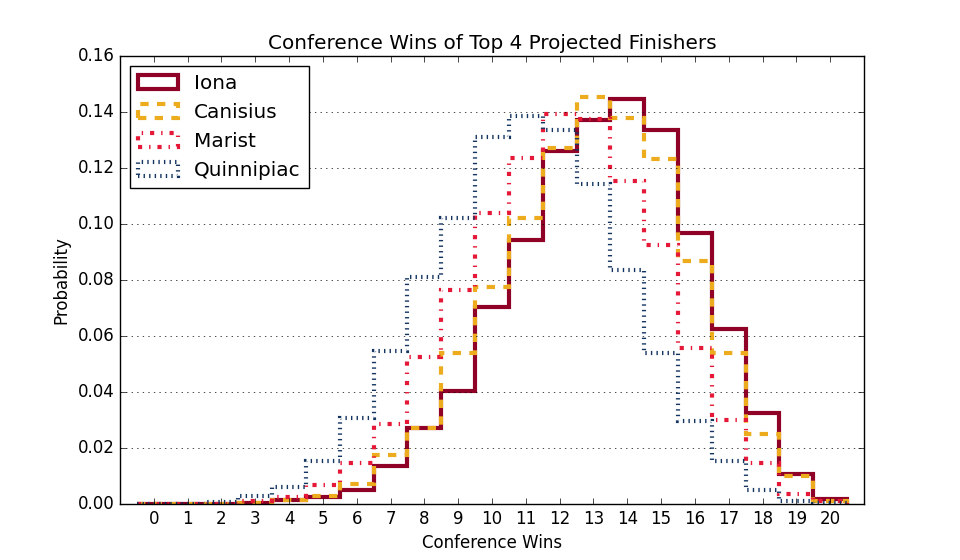 Conference Wins of Top 4 Projected Finishers
0.16
0.14
0.12
0.10
0.08
0.06
0.04
0.02
0.00
Probability
Iona
Canisius
Marist
Quinnipiac
0 1 2 3 4 5 6 7 8 9 10 11 12 13 14 15 16 17 18 19 20
Conference Wins